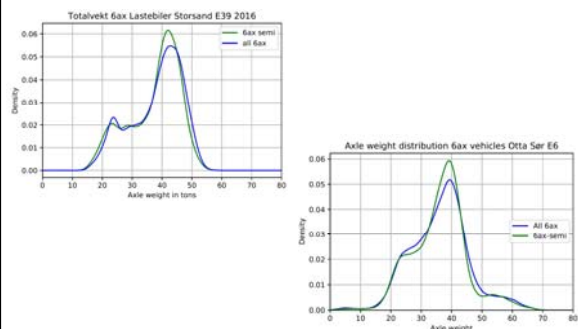 Totalvekt 6ax Lastebiler Storsand E39 2016
0.06
0.05
0.04
0.03
0.02
0.01
0.00
Density
6ax semi
all 6ax
0 10 20 30 40 50 60 70 80
Axle weight in tons
Axle weight distribution 6ax vehicles Otta Sør E6
0.06
0.05
0.04
0.03
0.02
0.01
0.00
Density
All 6ax
6ax-semi
0 10 20 30 40 50 60 70 80
Axle weight